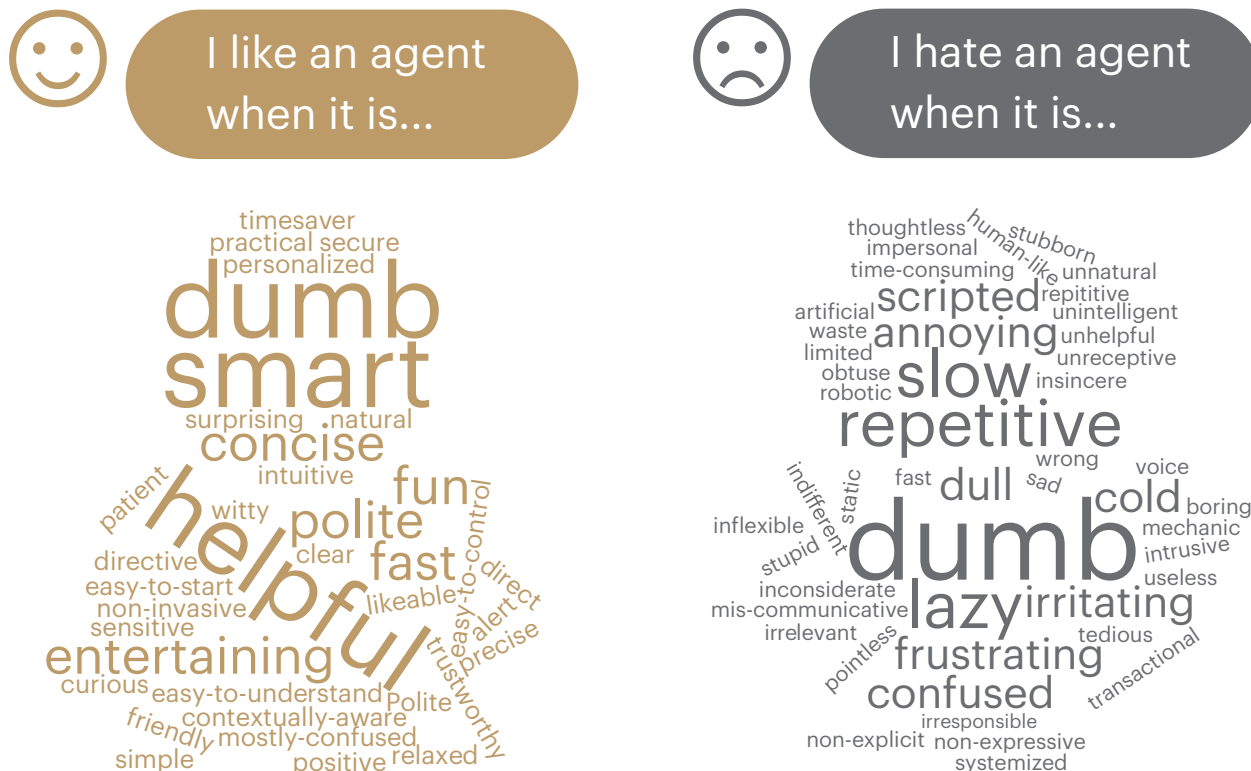 I like an agent
when it is...
timesaver
practical secure
personalized
dumb
smart
surprising natural
concise
intuitive
patient
helpful
witty
fun
polite
easy-to-control
clear
fast
directive
easy-to-start
non-invasive
sensitive
likeable
direct
alert
precise
entertaining
trustworthy
curious
easy-to-understand
Polite
contextually-aware
friendly
mostly-confused
simple
positive
relaxed
I hate an agent
when it is...
thoughtless
human-like
stubborn
impersonal
time-consuming
unnatural
scripted
repititive
artificial
unintelligent
waste
annoying
unhelpful
limited
unreceptive
obtuse
slow
insincere
robotic
repetitive
wrong
indifferent
static
fast
dull
sad
voice
cold
boring
inflexible
dumb
mechanic
stupid
intrusive
useless
inconsiderate
mis-communicative
lazy
irritating
irrelevant
tedious
pointless
frustrating
transactional
confused
irresponsible
non-explicit
non-expressive
systemized